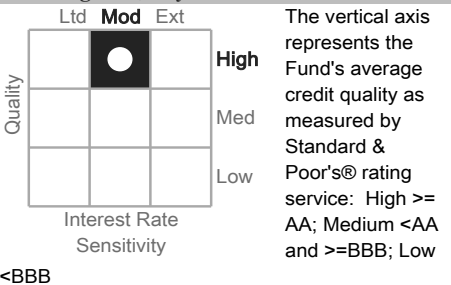 Ltd Mod Ext
High
Med
Low
Quality
Interest Rate
Sensitivity
The vertical axis
represents the
Fund's average
credit quality as
measured by
Standard &
Poor's® rating
service: High >=
AA; Medium <AA
and >=BBB; Low
<BBB